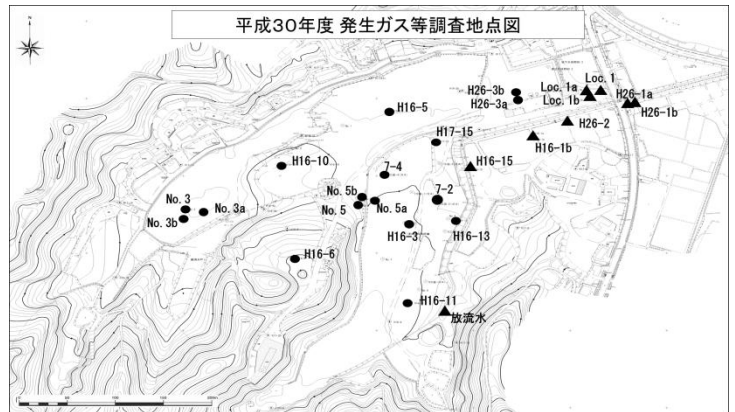 平成30年度 発生ガス等調査地点図
N
Loc. 1
Loc. 1a
Loc. 1b
H26-3b
H26-3a
H26-1a
H26-1b
H16-5
H26-2
H17-15
H16-1b
H16-10
7-4
H16-15
No. 5b
7-2
No. 3
No. 3a
No. 3b
No. 5
No. 5a
H16-3
H16-13
H16-6
H16-11
放流水